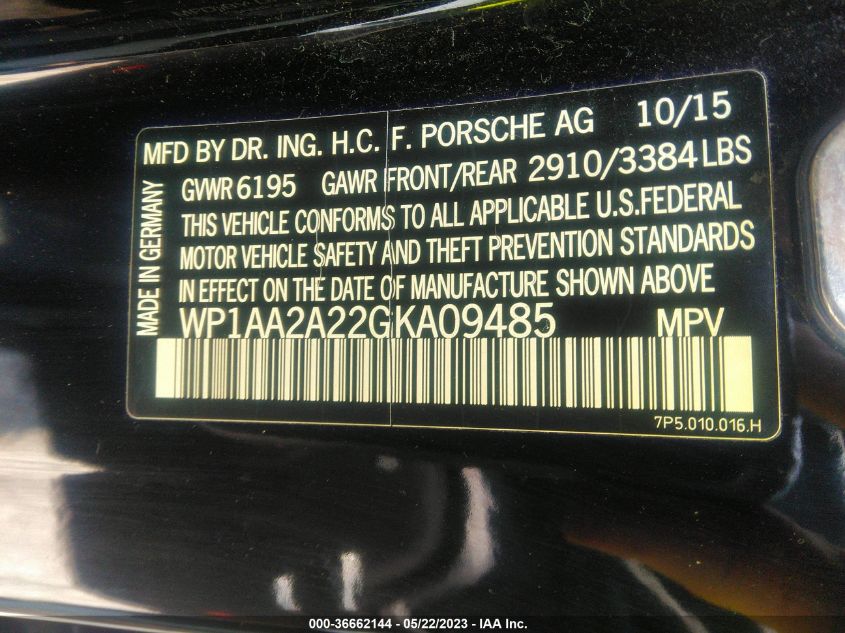 MFD BY DR. ING. H.C. F. PORSCHE AG 10/15
GVWR 6195 GAWR FRONT/REAR 2910/3384 LBS
THIS VEHICLE CONFORMS TO ALL APPLICABLE U.S.FEDERAL
MOTOR VEHICLE SAFETY AND THEFT PREVENTION STANDARDS
IN EFFECT ON THE DATE OF MANUFACTURE SHOWN ABOVE
WP1AA2A22GKA09485 MPV
MADE IN GERMANY
7P5.010.016.H
000-36662144 - 05/22/2023 - IAA Inc.